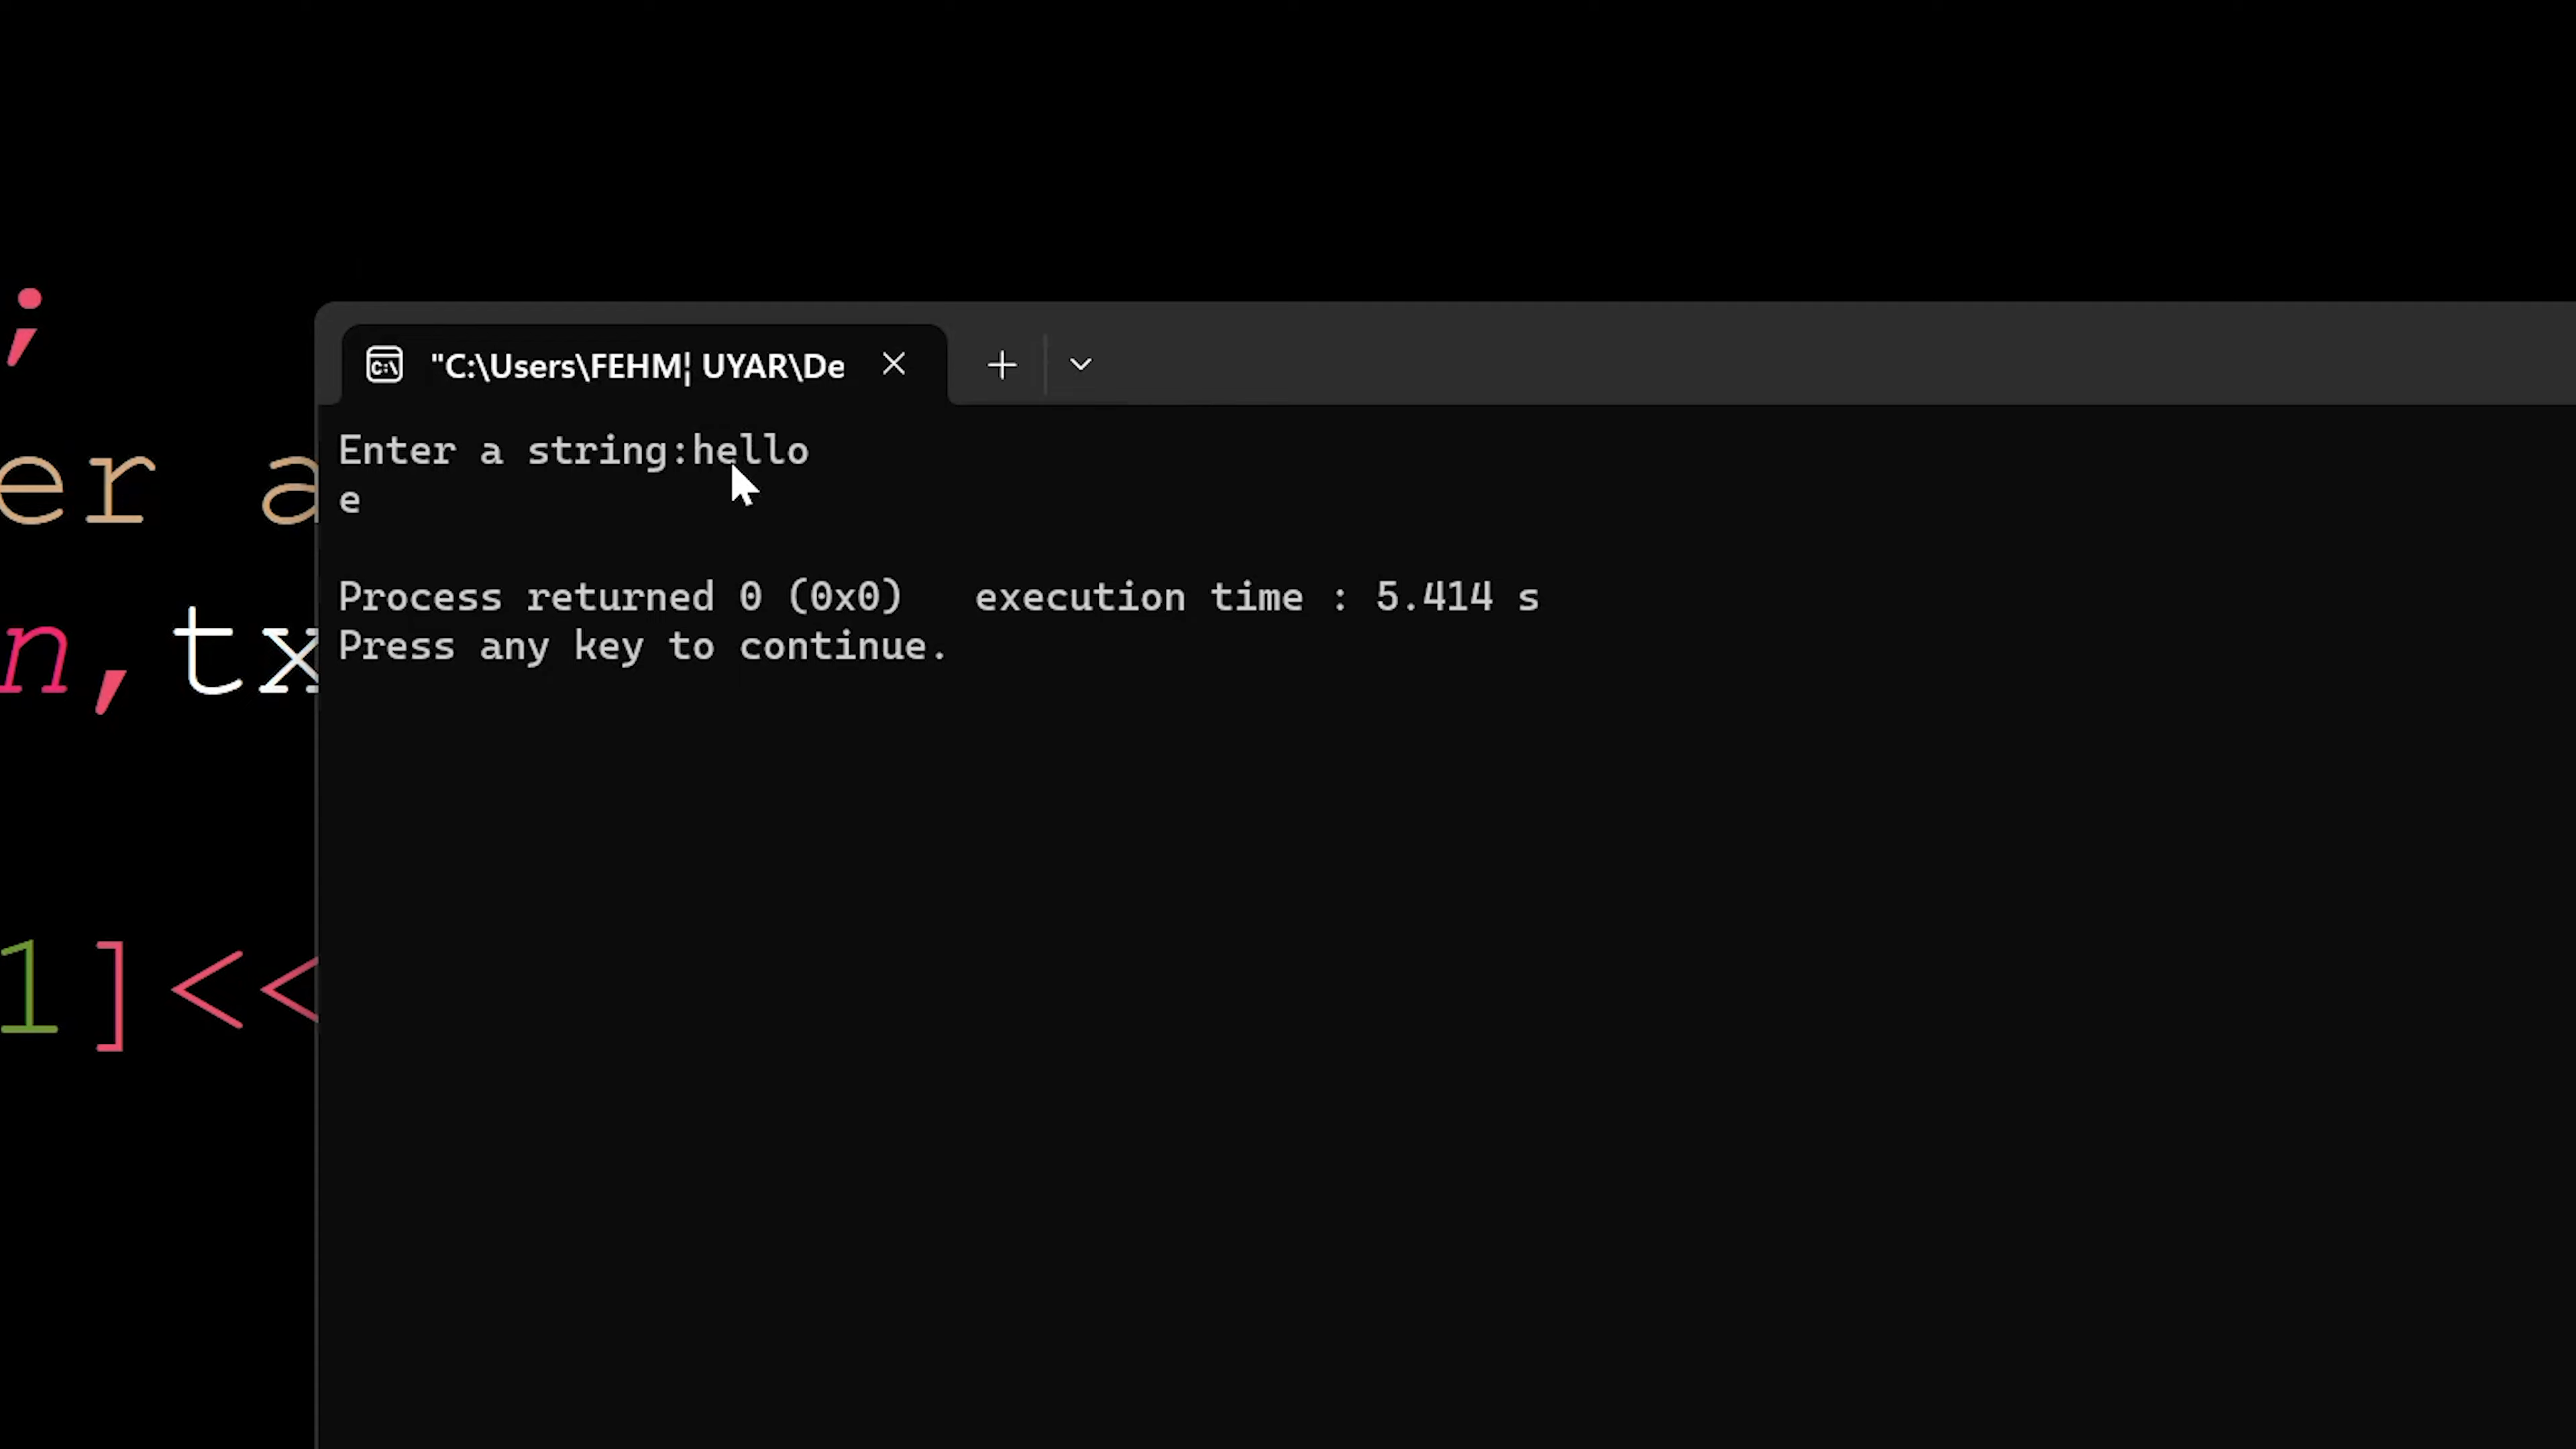 ;
"C:\Users\FEHM¦ UYAR\De
Enter a string:hello
er a
e
Process returned 0 (0x0)   execution time : 5.414 s
n,tx
Press any key to continue.
1]<<